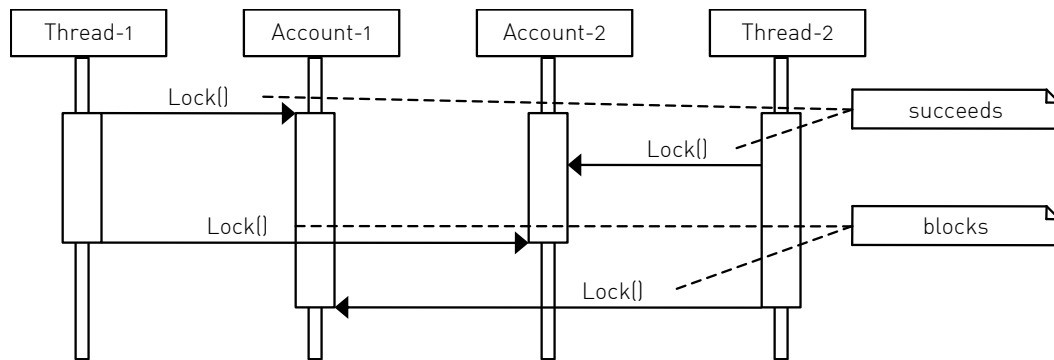 Thread-1
Account-1
Account-2
Thread-2
Lock()
succeeds
Lock()
Lock()
blocks
Lock()